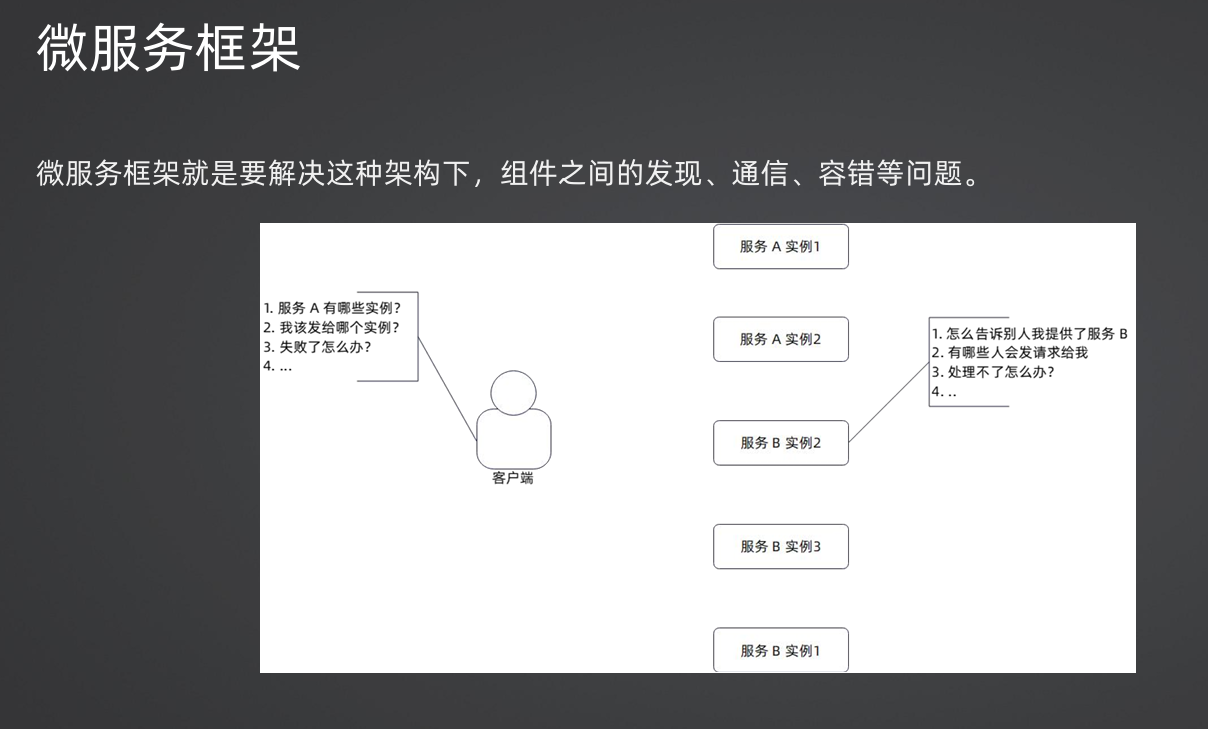 微服务框架
微服务框架就是要解决这种架构下，组件之间的发现、通信、容错等问题。
服务 A 实例1
1. 服务 A 有哪些实例？
2. 我该发给哪个实例？
3. 失败了怎么办？
4. ...
服务 A 实例2
1. 怎么告诉别人我提供了服务 B
2. 有哪些人会发请求给我
3. 处理不了怎么办？
4. ..
客户端
服务 B 实例2
服务 B 实例3
服务 B 实例1